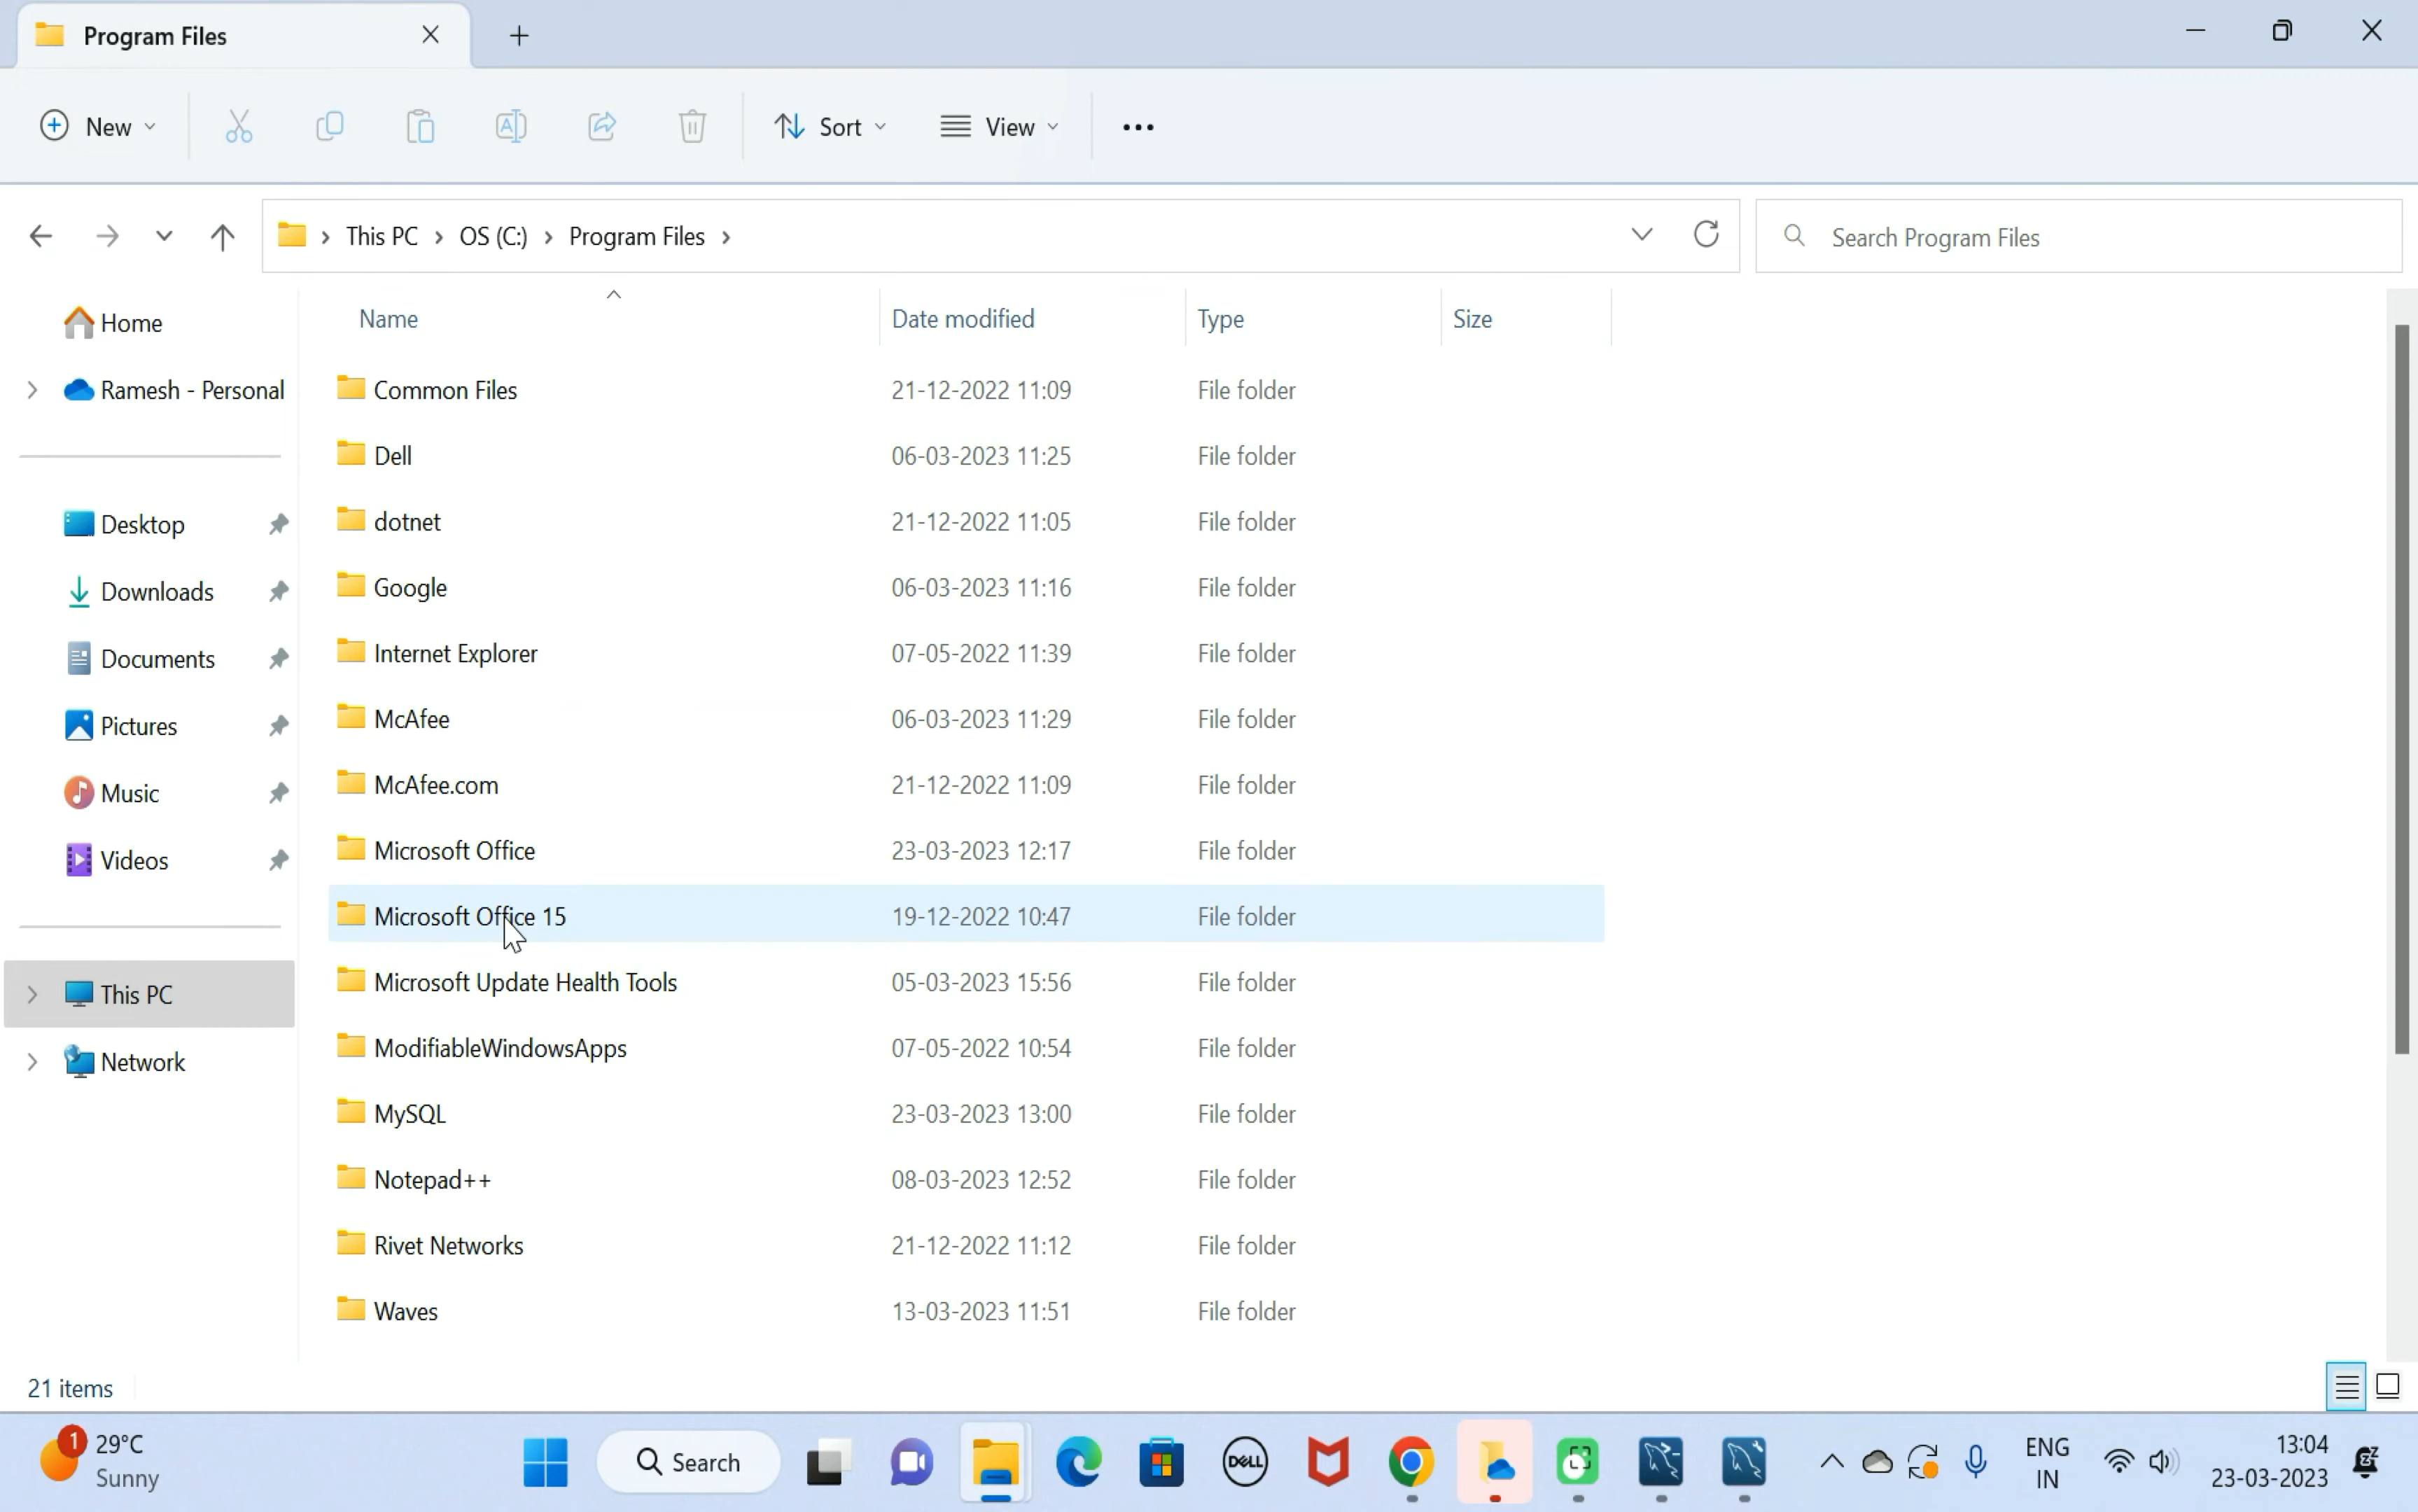 Program Files
New
Sort
View
This PC > OS (C:) > Program Files >
Search Program Files
Home
Ramesh - Personal
Desktop
Downloads
Documents
Pictures
Music
Videos
This PC
Network
Name Date modified Type Size
Common Files 21-12-2022 11:09 File folder
Dell 06-03-2023 11:25 File folder
dotnet 21-12-2022 11:05 File folder
Google 06-03-2023 11:16 File folder
Internet Explorer 07-05-2022 11:39 File folder
McAfee 06-03-2023 11:29 File folder
McAfee.com 21-12-2022 11:09 File folder
Microsoft Office 23-03-2023 12:17 File folder
Microsoft Office 15 19-12-2022 10:47 File folder
Microsoft Update Health Tools 05-03-2023 15:56 File folder
ModifiableWindowsApps 07-05-2022 10:54 File folder
MySQL 23-03-2023 13:00 File folder
Notepad++ 08-03-2023 12:52 File folder
Rivet Networks 21-12-2022 11:12 File folder
Waves 13-03-2023 11:51 File folder
21 items
1
29°C
Sunny
Search
DELL
ENG
IN
13:04
23-03-2023